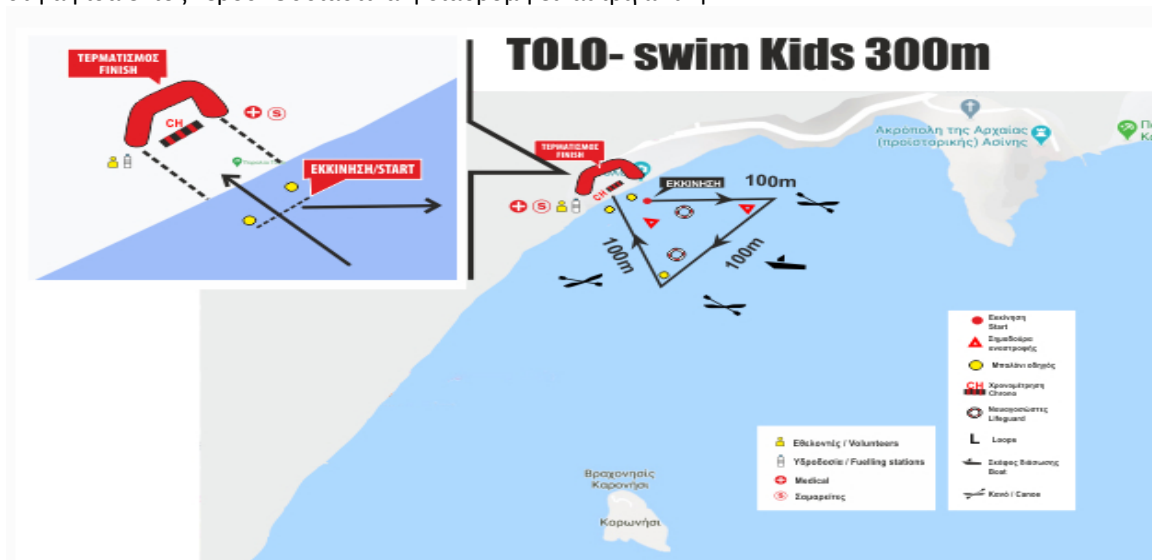 TOLO- swim Kids 300m
ΤΕΡΜΑΤΙΣΜΟΣ
FINISH
CH
S
ΕΚΚΙΝΗΣΗ/START
ΤΕΡΜΑΤΙΣΜΟΣ
FINISH
CH
S
ΕΚΚΙΝΗΣΗ
100m
100m
100m
Ακρόπολη της Αρχαίας
(προϊστορικής) Ασίνης
Βραχονησίς
Καρονήσι
Καρωνήσι
Εθελοντές / Volunteers
Υδροδοσία / Fuelling stations
Medical
S Σαμαρείτες
Εκκίνηση
Start
Σημαδούρα
αναστροφής
Μπαλόνι οδηγός
CH Χρονομέτρηση
Chrono
Ναυαγοσώστες
Lifeguard
L Loops
Σκάφος διάσωσης
Boat
Κανό / Canoe